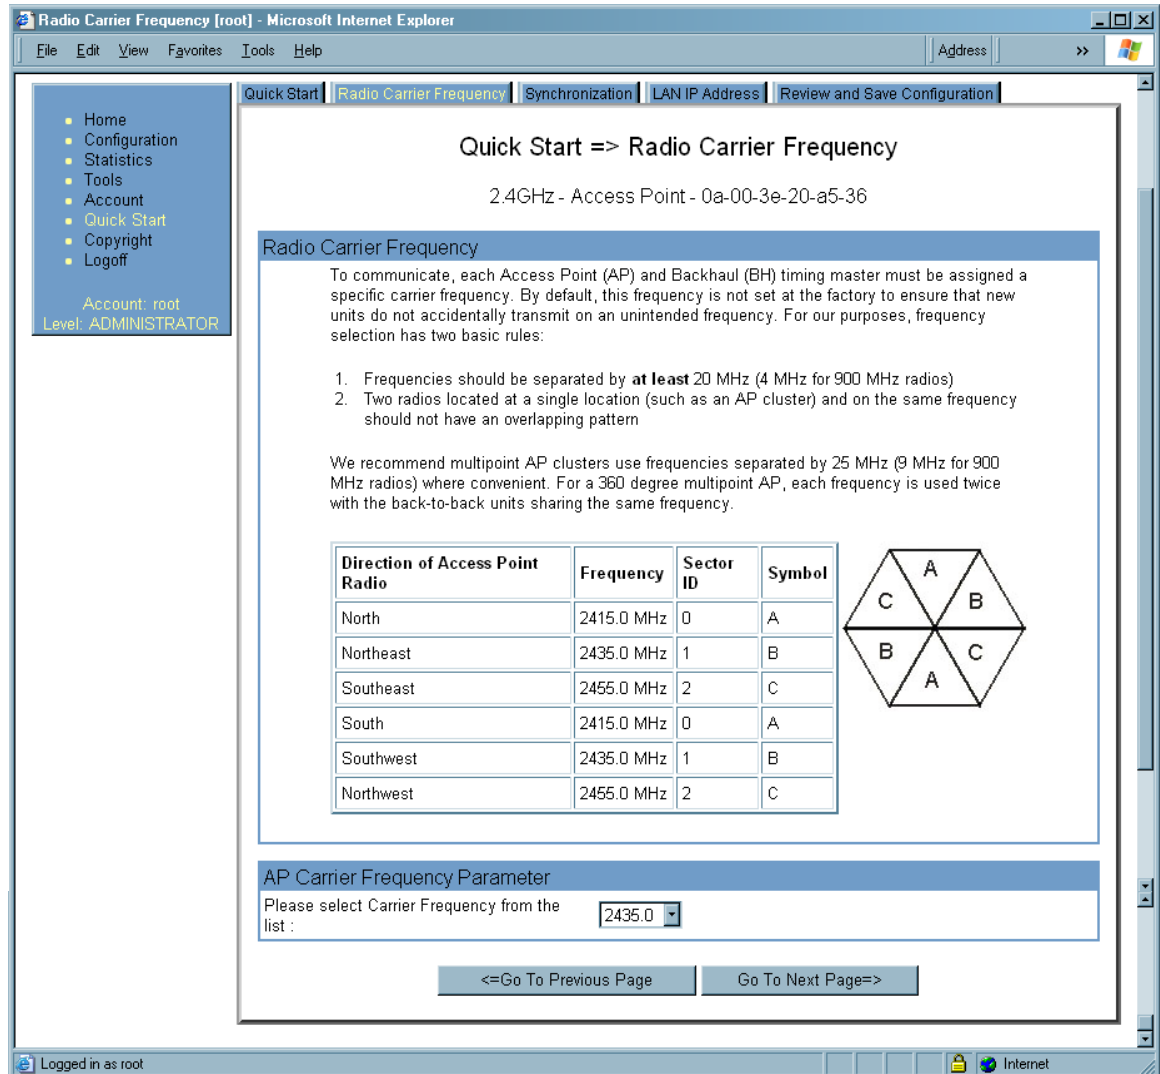 Radio Carrier Frequency [root] - Microsoft Internet Explorer
File Edit View Favorites Tools Help
Address
»
Home
Configuration
Statistics
Tools
Account
Quick Start
Copyright
Logoff
Account: root
Level: ADMINISTRATOR
Quick Start Radio Carrier Frequency Synchronization LAN IP Address Review and Save Configuration
Quick Start => Radio Carrier Frequency
2.4GHz - Access Point - 0a-00-3e-20-a5-36
Radio Carrier Frequency
To communicate, each Access Point (AP) and Backhaul (BH) timing master must be assigned a
specific carrier frequency. By default, this frequency is not set at the factory to ensure that new
units do not accidentally transmit on an unintended frequency. For our purposes, frequency
selection has two basic rules:
1. Frequencies should be separated by at least 20 MHz (4 MHz for 900 MHz radios)
2. Two radios located at a single location (such as an AP cluster) and on the same frequency
should not have an overlapping pattern
We recommend multipoint AP clusters use frequencies separated by 25 MHz (9 MHz for 900
MHz radios) where convenient. For a 360 degree multipoint AP, each frequency is used twice
with the back-to-back units sharing the same frequency.
Direction of Access Point Radio Frequency Sector ID Symbol
North 2415.0 MHz 0 A
Northeast 2435.0 MHz 1 B
Southeast 2455.0 MHz 2 C
South 2415.0 MHz 0 A
Southwest 2435.0 MHz 1 B
Northwest 2455.0 MHz 2 C
A
C B
B C
A
AP Carrier Frequency Parameter
Please select Carrier Frequency from the
list : 2435.0
<=Go To Previous Page Go To Next Page=>
Logged in as root Internet